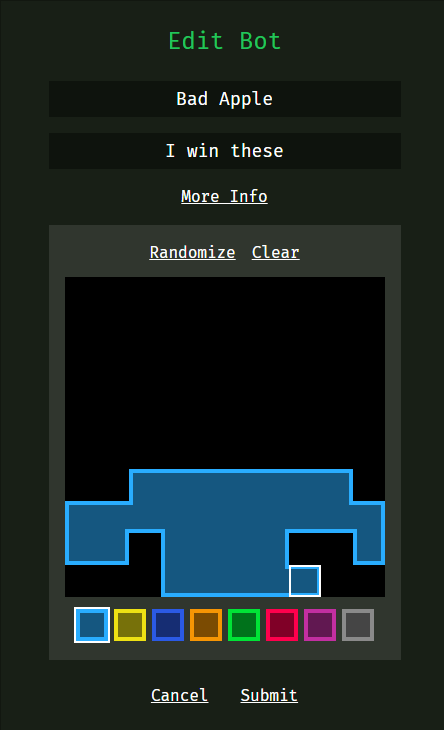 Edit Bot
Bad Apple
I win these
More Info
Randomize Clear
Cancel Submit